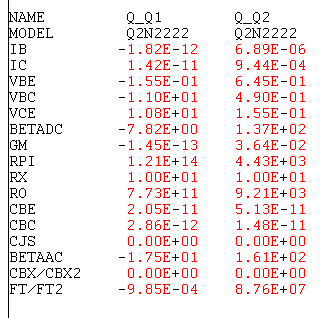 NAME Q_Q1 Q_Q2
MODEL Q2N2222 Q2N2222
IB -1.82E-12 6.89E-06
IC 1.42E-11 9.44E-04
VBE -1.55E-01 6.45E-01
VBC -1.10E+01 4.90E-01
VCE 1.08E+01 1.55E-01
BETADC -7.82E+00 1.37E+02
GM -1.45E-13 3.64E-02
RPI 1.21E+14 4.43E+03
RX 1.00E+01 1.00E+01
RO 7.73E+11 9.21E+03
CBE 2.05E-11 5.13E-11
CBC 2.86E-12 1.48E-11
CJS 0.00E+00 0.00E+00
BETAAC -1.75E+01 1.61E+02
CBX/CBX2 0.00E+00 0.00E+00
FT/FT2 -9.85E-04 8.76E+07